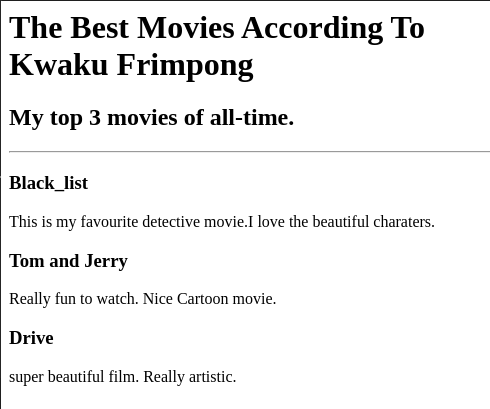 The Best Movies According To
Kwaku Frimpong
My top 3 movies of all-time.
Black_list
This is my favourite detective movie.I love the beautiful charaters.
Tom and Jerry
Really fun to watch. Nice Cartoon movie.
Drive
super beautiful film. Really artistic.